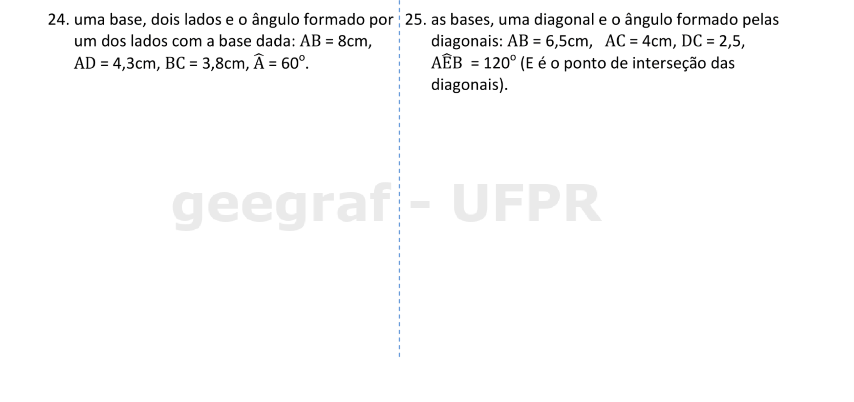 24. uma base, dois lados e o ângulo formado por
um dos lados com a base dada: AB = 8cm,
AD = 4,3cm, BC = 3,8cm, Â = 60°.
25. as bases, uma diagonal e o ângulo formado pelas
diagonais: AB = 6,5cm, AC = 4cm, DC = 2,5,
AÊB = 120° (E é o ponto de interseção das
diagonais).
geegraf - UFPR